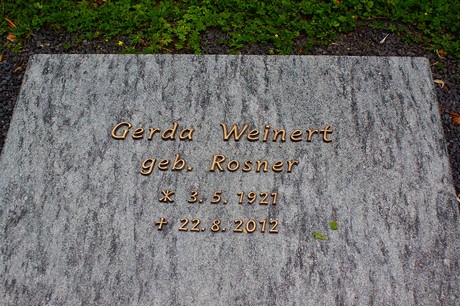 Gerda Weinert
geb. Rosner
* 3. 5. 1921
† 22. 8. 2012